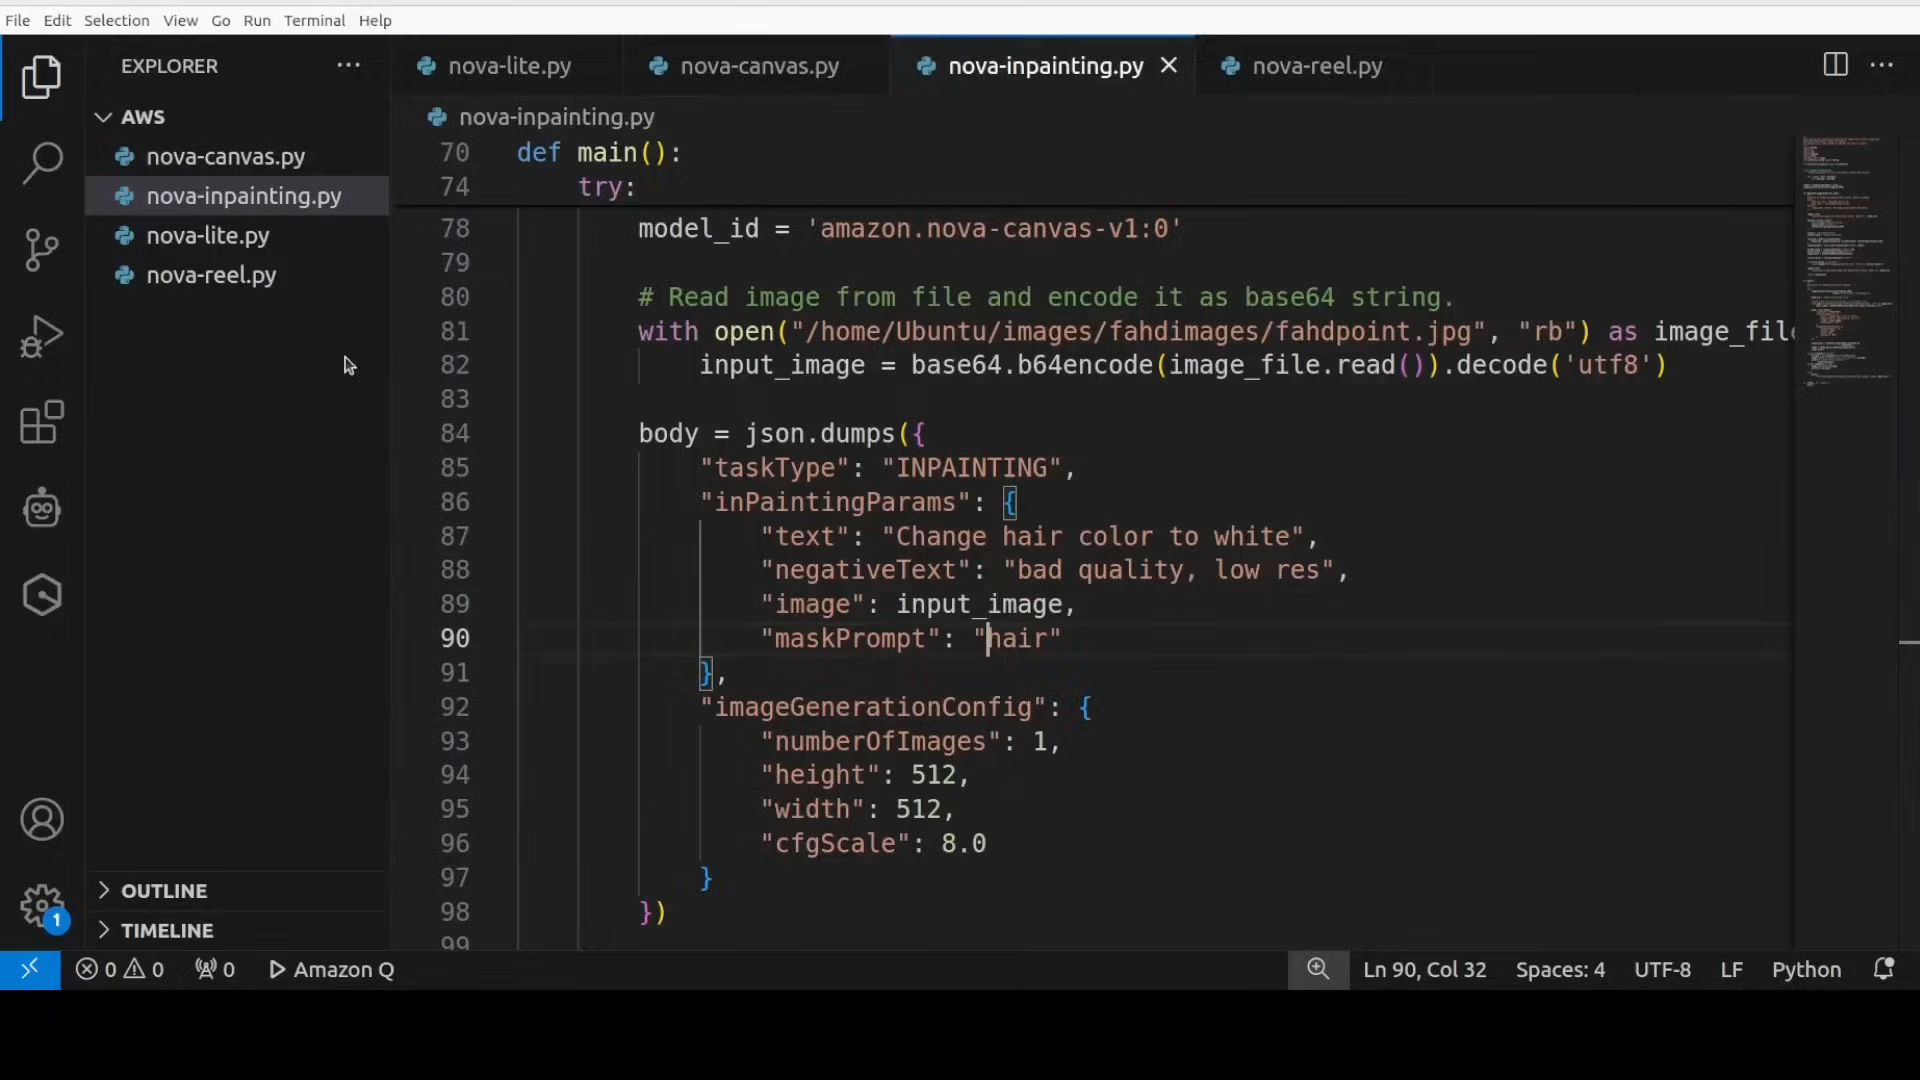 File Edit Selection View Go Run Terminal Help
EXPLORER
AWS
nova-canvas.py
nova-inpainting.py
nova-lite.py
nova-reel.py
OUTLINE
TIMELINE
1
nova-lite.py nova-canvas.py nova-inpainting.py nova-reel.py
nova-inpainting.py
70 def main():
74 try:
78 model_id = 'amazon.nova-canvas-v1:0'
79
80 # Read image from file and encode it as base64 string.
81 with open("/home/Ubuntu/images/fahdimages/fahdpoint.jpg", "rb") as image_file
82 input_image = base64.b64encode(image_file.read()).decode('utf8')
83
84 body = json.dumps({
85 "taskType": "INPAINTING",
86 "inPaintingParams": {
87 "text": "Change hair color to white",
88 "negativeText": "bad quality, low res",
89 "image": input_image,
90 "maskPrompt": "hair"
91 },
92 "imageGenerationConfig": {
93 "numberOfImages": 1,
94 "height": 512,
95 "width": 512,
96 "cfgScale": 8.0
97 }
98 })
99
0 0 0 Amazon Q Ln 90, Col 32 Spaces: 4 UTF-8 LF Python